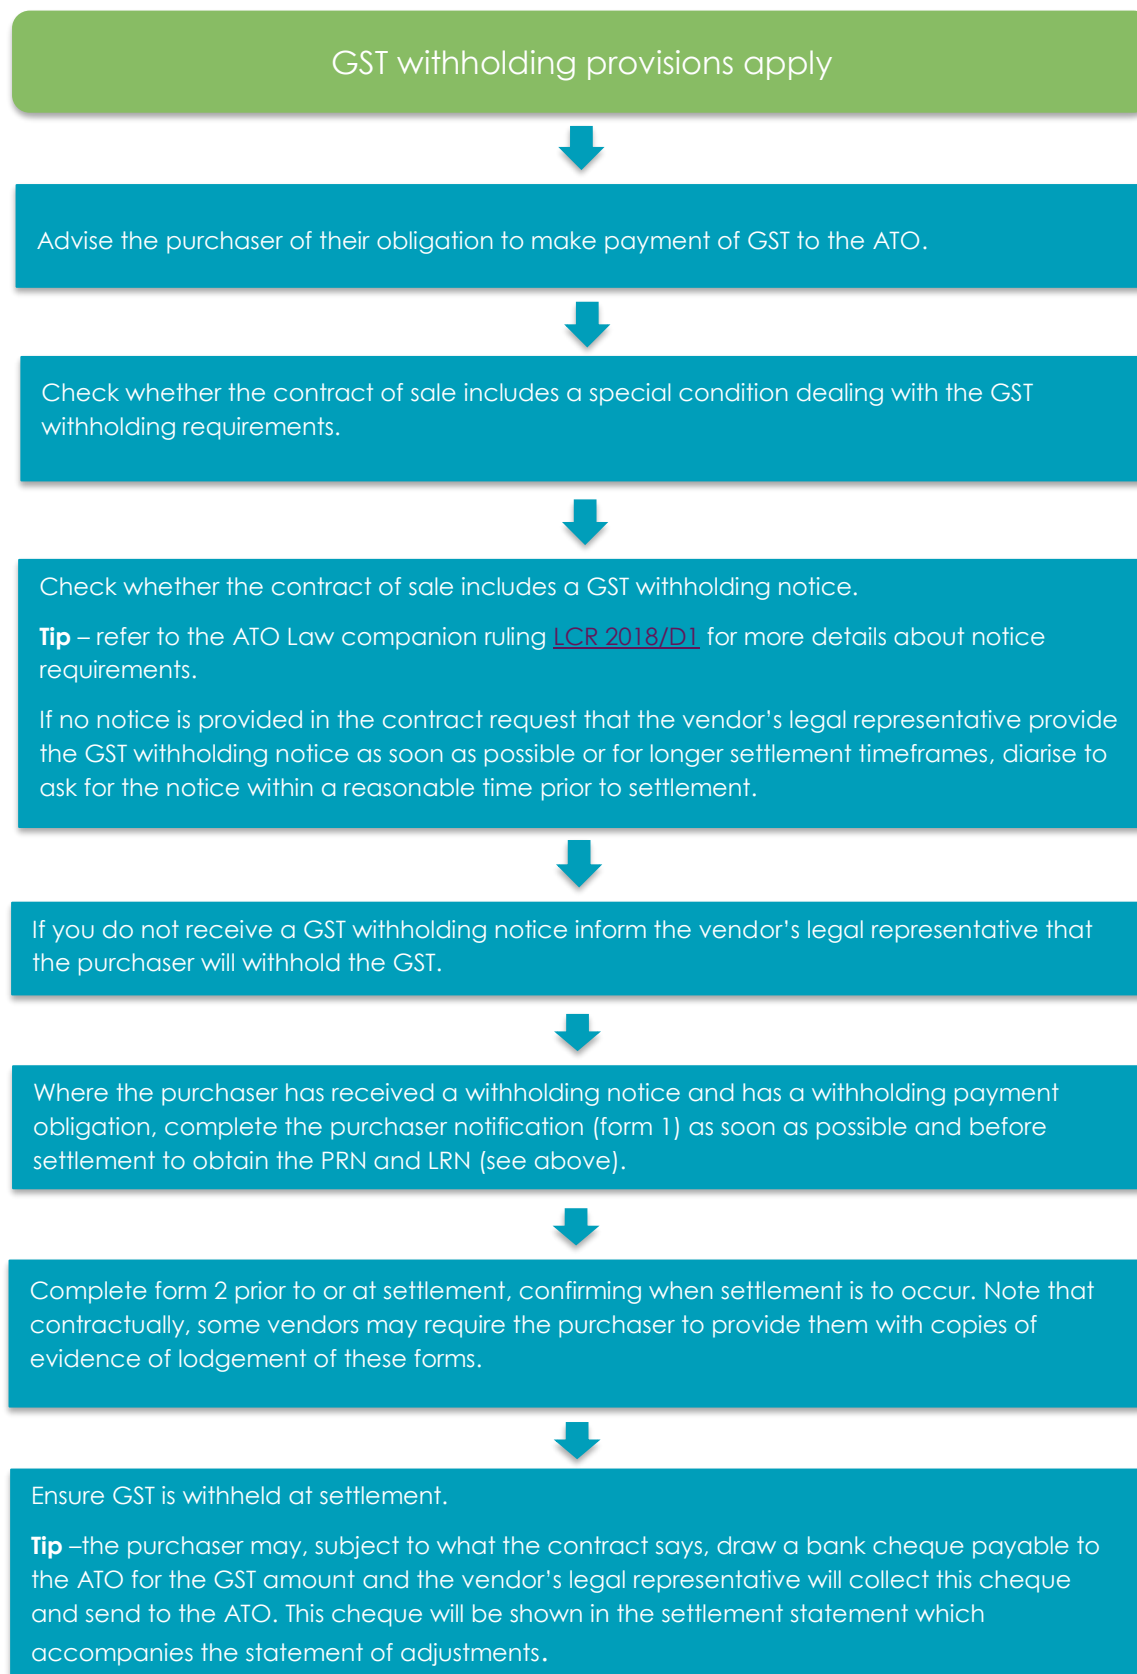 GST withholding provisions apply
Advise the purchaser of their obligation to make payment of GST to the ATO.
Check whether the contract of sale includes a special condition dealing with the GST
withholding requirements.
Check whether the contract of sale includes a GST withholding notice.
Tip – refer to the ATO Law companion ruling LCR 2018/D1 for more details about notice
requirements.
If no notice is provided in the contract request that the vendor’s legal representative provide
the GST withholding notice as soon as possible or for longer settlement timeframes, diarise to
ask for the notice within a reasonable time prior to settlement.
If you do not receive a GST withholding notice inform the vendor’s legal representative that
the purchaser will withhold the GST.
Where the purchaser has received a withholding notice and has a withholding payment
obligation, complete the purchaser notification (form 1) as soon as possible and before
settlement to obtain the PRN and LRN (see above).
Complete form 2 prior to or at settlement, confirming when settlement is to occur. Note that
contractually, some vendors may require the purchaser to provide them with copies of
evidence of lodgement of these forms.
Ensure GST is withheld at settlement.
Tip –the purchaser may, subject to what the contract says, draw a bank cheque payable to
the ATO for the GST amount and the vendor’s legal representative will collect this cheque
and send to the ATO. This cheque will be shown in the settlement statement which
accompanies the statement of adjustments.